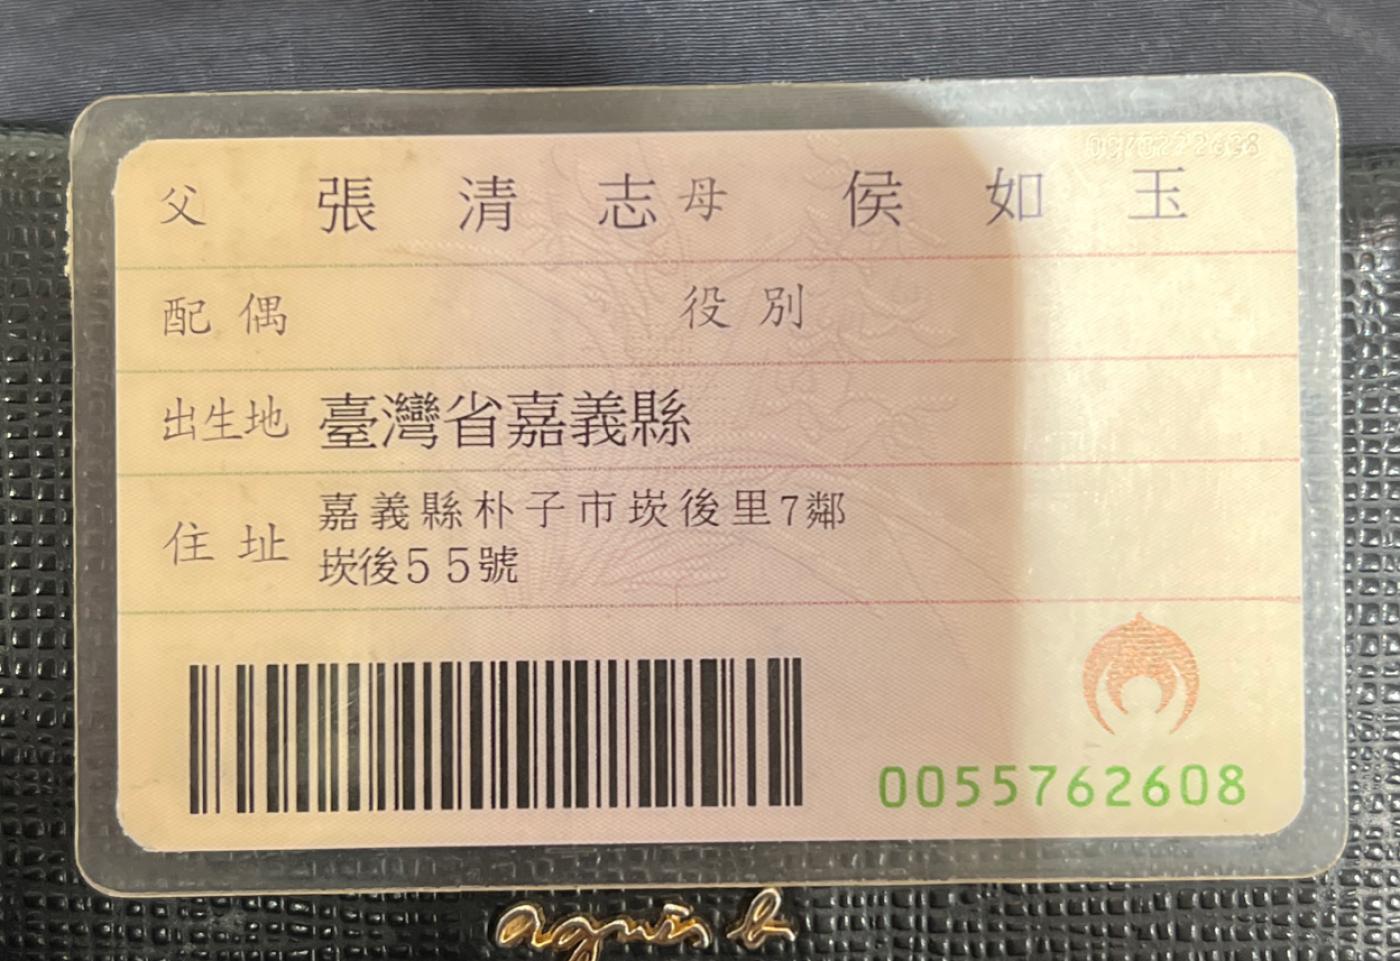 父 張清志 母 侯如玉
配偶 役別
出生地 臺灣省嘉義縣
住址 嘉義縣朴子市崁後里7鄰
崁後55號
0055762608
agnès b